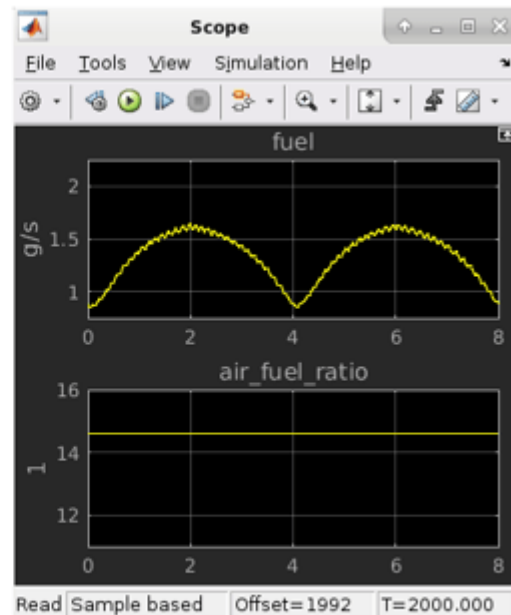 Scope
File Tools View Simulation Help
fuel
2
1.5
1
g/s
0 2 4 6 8
air_fuel_ratio
16
14
12
1
0 2 4 6 8
Read Sample based Offset=1992 T=2000.000